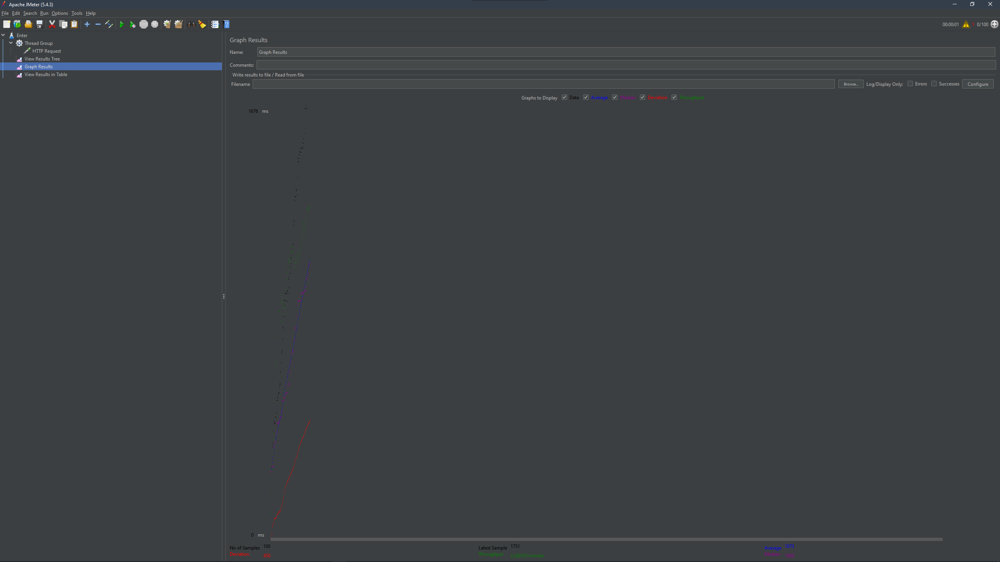 Apache JMeter (5.4.3)
File Edit Search Run Options Tools Help
00:00:01 1 0/100
Enter
Thread Group
HTTP Request
View Results Tree
Graph Results
View Results in Table
Graph Results
Name: Graph Results
Comments:
Write results to file / Read from file
Filename Browse... Log/Display Only: Errors Successes Configure
Graphs to Display Data Average Median Deviation Throughput
1676 ms
0 ms
No of Samples 100 Latest Sample 1751 Average 1073
Deviation 450 Throughput 3,260.87/minute Median